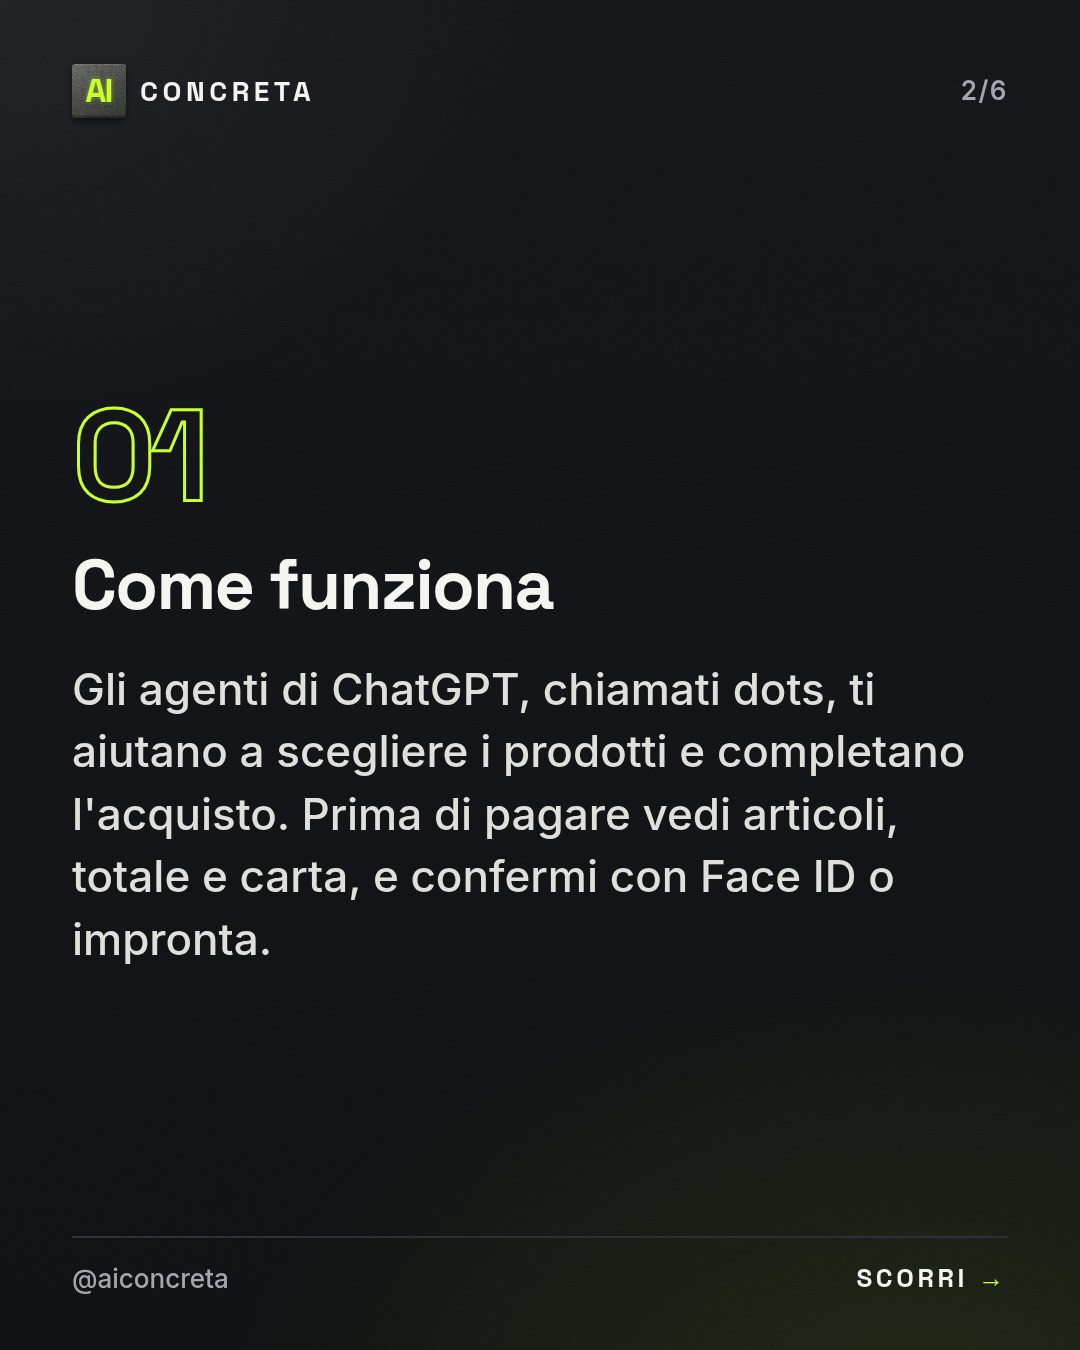 AI CONCRETA
2/6
01
Come funziona
Gli agenti di ChatGPT, chiamati dots, ti
aiutano a scegliere i prodotti e completano
l'acquisto. Prima di pagare vedi articoli,
totale e carta, e confermi con Face ID o
impronta.
@aiconcreta
SCORRI →